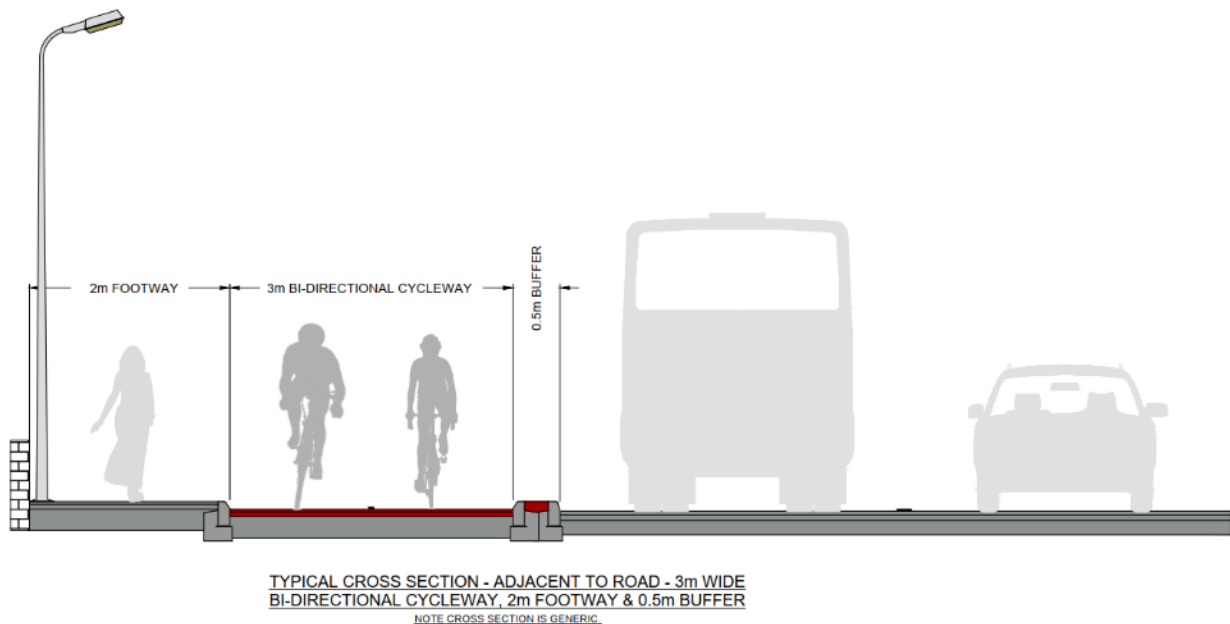 2m FOOTWAY
3m BI-DIRECTIONAL CYCLEWAY
0.5m BUFFER
TYPICAL CROSS SECTION - ADJACENT TO ROAD - 3m WIDE
BI-DIRECTIONAL CYCLEWAY, 2m FOOTWAY & 0.5m BUFFER
NOTE CROSS SECTION IS GENERIC.